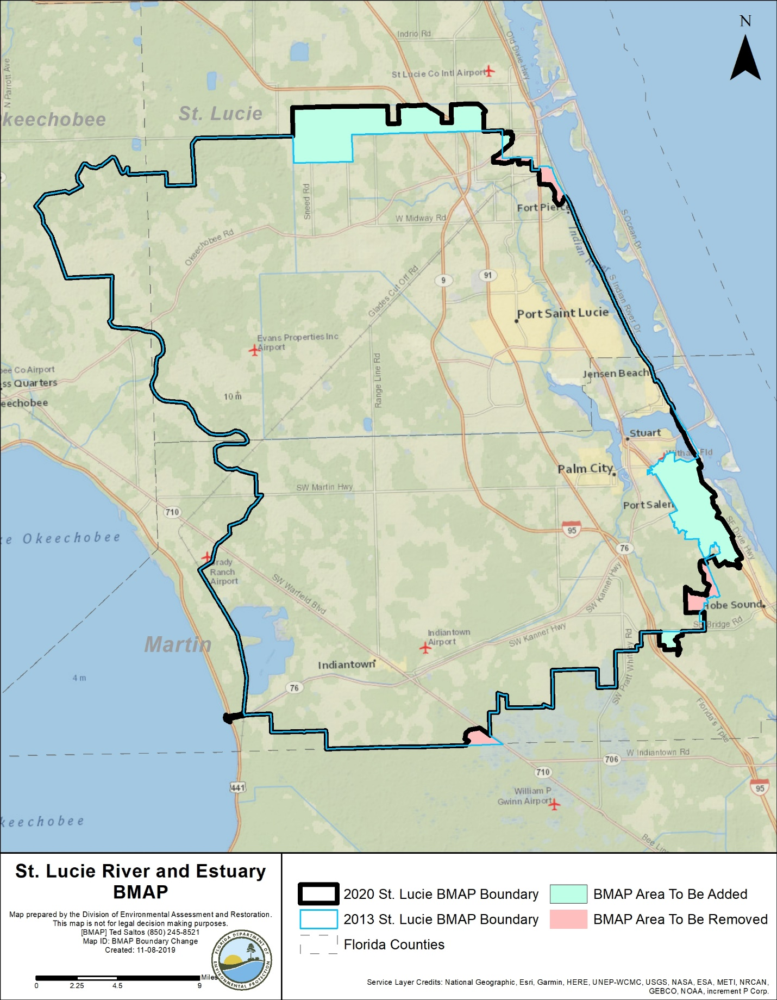 N
Indrio Rd
Old Dixie Hwy
N Parrott Ave
St Lucie Co Intl Airport
St. Lucie
keechobee
Sneed Rd
Fort Pierce
W Midway Rd
S Ocean Dr
Okeechobee Rd
Indian River
Glades Cut Off Rd
9
91
S Indian River Dr
Port Saint Lucie
Evans Properties Inc
Airport
Range Line Rd
ee Co Airport
ss Quarters
eechobee
Jensen Beach
10 m
Stuart
Witham Fld
Palm City
SW Martin Hwy
Port Salern
710
95
SE Dixie Hwy
e Okeechobee
76
Grady
Ranch
Airport
SW Warfield Blvd
SW Kanner Hwy
Hobe Sound
SE Bridge Rd
Martin
Indiantown
Airport
SW Kanner Hwy
SW Pratt Whitney Rd
Indiantown
4 m
76
Florida's Tpke
W Indiantown Rd
706
710
441
95
William P
Gwinn Airport
keechobee
Bee Line
St. Lucie River and Estuary
BMAP
Map prepared by the Division of Environmental Assessment and Restoration.
This map is not for legal decision making purposes.
[BMAP] Ted Saltos (850) 245-8521
Map ID: BMAP Boundary Change
Created: 11-08-2019
FLORIDA DEPARTMENT OF
ENVIRONMENTAL PROTECTION
Miles
0 2.25 4.5 9
2020 St. Lucie BMAP Boundary
2013 St. Lucie BMAP Boundary
Florida Counties
BMAP Area To Be Added
BMAP Area To Be Removed
Service Layer Credits: National Geographic, Esri, Garmin, HERE, UNEP-WCMC, USGS, NASA, ESA, METI, NRCAN,
GEBCO, NOAA, increment P Corp.